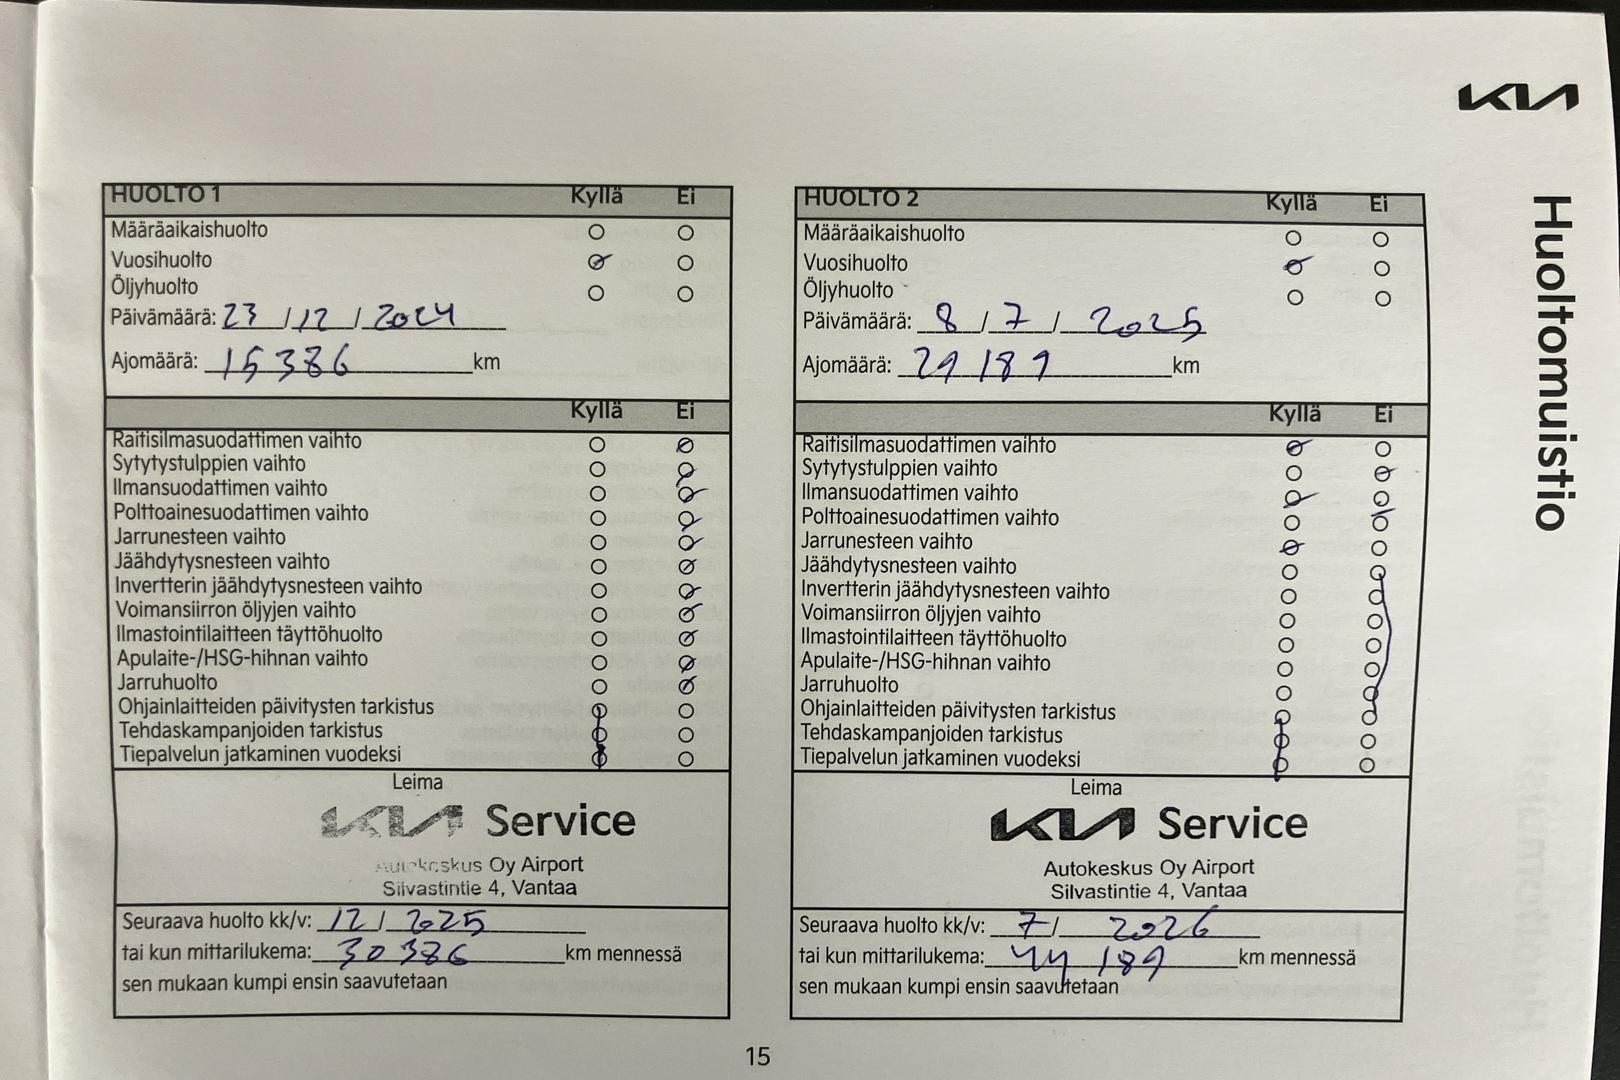 KIA
Huoltomuistio
HUOLTO 1 Kyllä Ei
Määräaikaishuolto
Vuosihuolto
Öljyhuolto
Päivämäärä: 23 / 12 / 2024
Ajomäärä: 15386 km
Kyllä Ei
Raitisilmasuodattimen vaihto
Sytytystulppien vaihto
Ilmansuodattimen vaihto
Polttoainesuodattimen vaihto
Jarrunesteen vaihto
Jäähdytysnesteen vaihto
Invertterin jäähdytysnesteen vaihto
Voimansiirron öljyjen vaihto
Ilmastointilaitteen täyttöhuolto
Apulaite-/HSG-hihnan vaihto
Jarruhuolto
Ohjainlaitteiden päivitysten tarkistus
Tehdaskampanjoiden tarkistus
Tiepalvelun jatkaminen vuodeksi
Leima
KIA Service
Autokeskus Oy Airport
Silvastintie 4, Vantaa
Seuraava huolto kk/v: 12 / 2025
tai kun mittarilukema: 30 386 km mennessä
sen mukaan kumpi ensin saavutetaan
HUOLTO 2 Kyllä Ei
Määräaikaishuolto
Vuosihuolto
Öljyhuolto
Päivämäärä: 8 / 7 / 2025
Ajomäärä: 29 189 km
Kyllä Ei
Raitisilmasuodattimen vaihto
Sytytystulppien vaihto
Ilmansuodattimen vaihto
Polttoainesuodattimen vaihto
Jarrunesteen vaihto
Jäähdytysnesteen vaihto
Invertterin jäähdytysnesteen vaihto
Voimansiirron öljyjen vaihto
Ilmastointilaitteen täyttöhuolto
Apulaite-/HSG-hihnan vaihto
Jarruhuolto
Ohjainlaitteiden päivitysten tarkistus
Tehdaskampanjoiden tarkistus
Tiepalvelun jatkaminen vuodeksi
Leima
KIA Service
Autokeskus Oy Airport
Silvastintie 4, Vantaa
Seuraava huolto kk/v: 7 / 2026
tai kun mittarilukema: 44 189 km mennessä
sen mukaan kumpi ensin saavutetaan
15